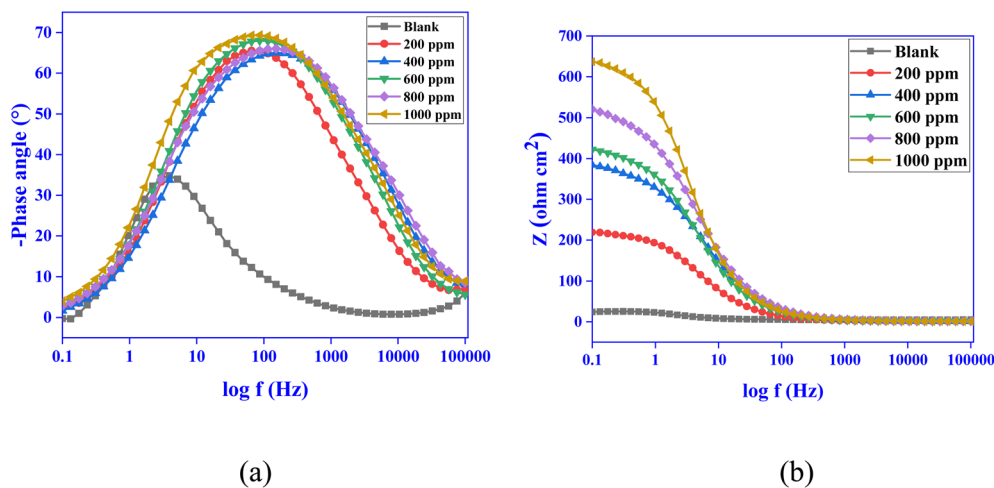 -Phase angle (°)
70
60
50
40
30
20
10
0
0.1 1 10 100 1000 10000 100000
log f (Hz)
Blank
200 ppm
400 ppm
600 ppm
800 ppm
1000 ppm
(a)
Z (ohm cm2)
700
600
500
400
300
200
100
0
0.1 1 10 100 1000 10000 100000
log f (Hz)
Blank
200 ppm
400 ppm
600 ppm
800 ppm
1000 ppm
(b)